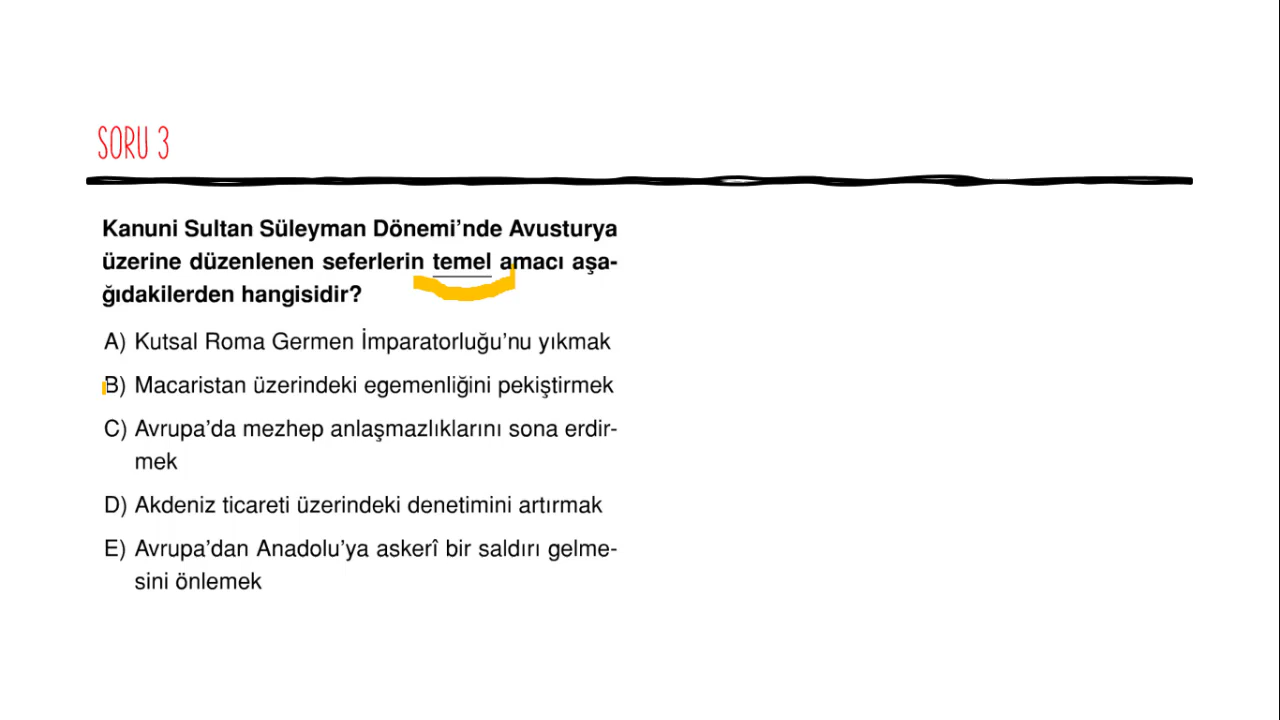 SORU 3
Kanuni Sultan Süleyman Dönemi’nde Avusturya
üzerine düzenlenen seferlerin temel amacı aşa-
ğıdakilerden hangisidir?
A) Kutsal Roma Germen İmparatorluğu’nu yıkmak
B) Macaristan üzerindeki egemenliğini pekiştirmek
C) Avrupa’da mezhep anlaşmazlıklarını sona erdir-
mek
D) Akdeniz ticareti üzerindeki denetimini artırmak
E) Avrupa’dan Anadolu’ya askerî bir saldırı gelme-
sini önlemek